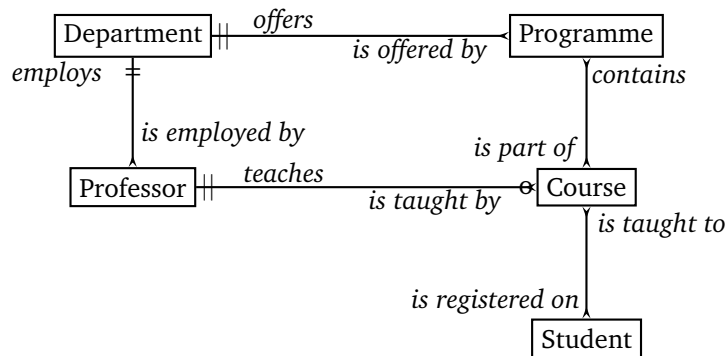 Department
offers
is offered by
Programme
employs
contains
is employed by
is part of
Professor
teaches
is taught by
Course
is taught to
is registered on
Student